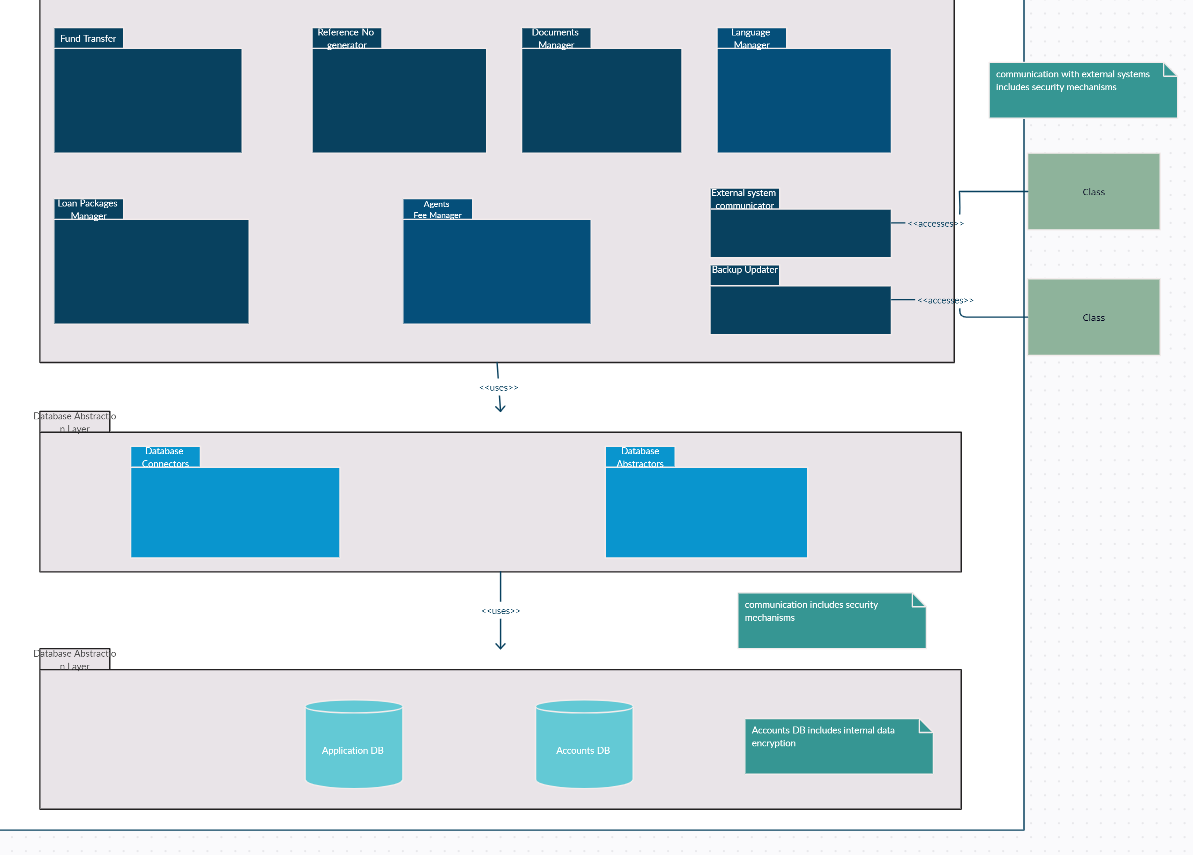 Fund Transfer
Reference No
generator
Documents
Manager
Language
Manager
communication with external systems
includes security mechanisms
Loan Packages
Manager
Agents
Fee Manager
External system
communicator
<<accesses>>
Class
Backup Updater
<<accesses>>
Class
<<uses>>
Database Abstractio
n Layer
Database
Connectors
Database
Abstractors
<<uses>>
communication includes security
mechanisms
Database Abstractio
n Layer
Application DB
Accounts DB
Accounts DB includes internal data
encryption